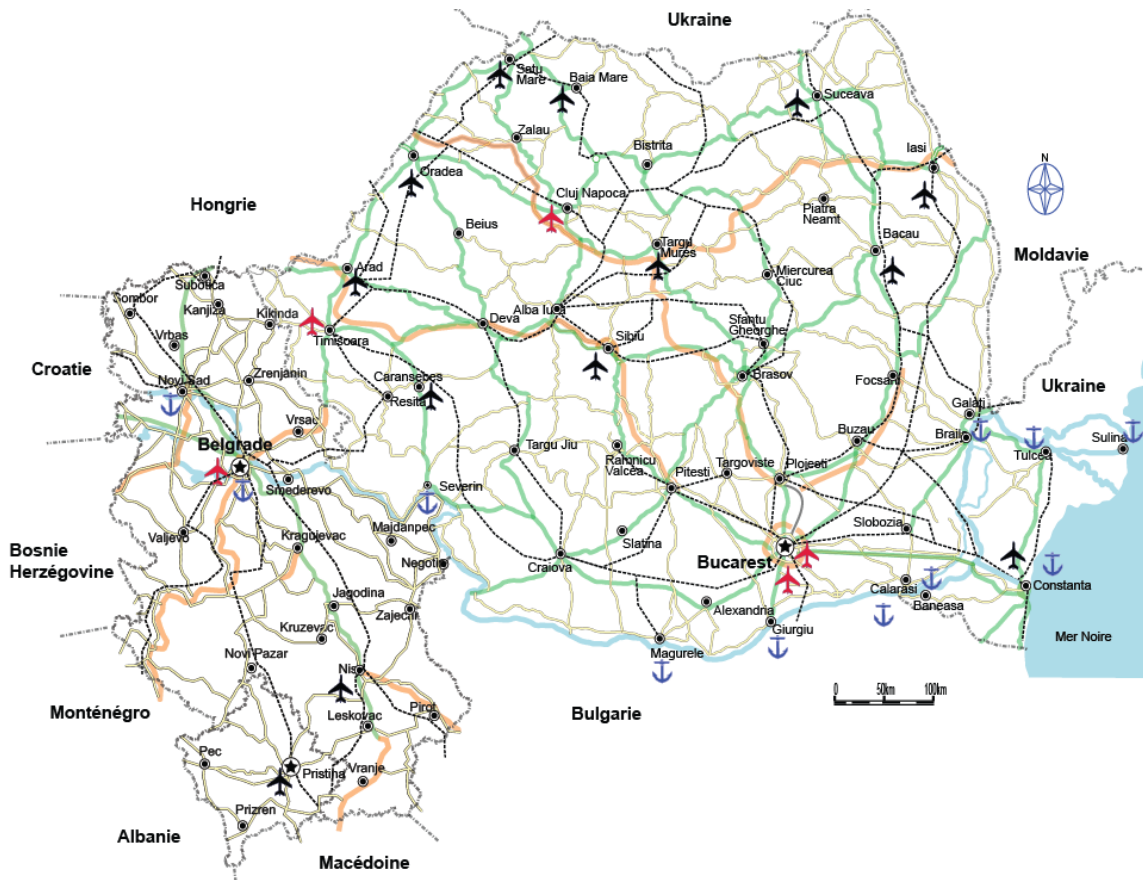 Ukraine
Satu
Mare
Baia Mare
Suceava
Zalau
Bistrita
Iasi
N
Oradea
Hongrie
Cluj Napoca
Piatra
Neamt
Beius
Targu
Mures
Bacau
Moldavie
Arad
Miercurea
Ciuc
Subotica
Sombor
Kanjiza
Kikinda
Alba Iula
Deva
Sfantu
Gheorghe
Timisoara
Vrbas
Sibiu
Croatie
Novi Sad
Zrenjanin
Caransebes
Resita
Brasov
Focsani
Ukraine
Galati
Vrsac
Belgrade
Targu Jiu
Ramnicu
Valcea
Buzau
Braila
Tulcea
Sulina
Pitesti
Targoviste
Ploiesti
Smederevo
Severin
Majdanpec
Slobozia
Valjevo
Kragujevac
Slatina
Bosnie
Herzégovine
Negotin
Craiova
Bucarest
Calarasi
Baneasa
Constanta
Jagodina
Zajecar
Alexandria
Giurgiu
Kruzevac
Magurele
Mer Noire
Novi Pazar
Nis
0 50km 100km
Monténégro
Leskovac
Pirot
Bulgarie
Pec
Pristina
Vranje
Prizren
Albanie
Macédoine